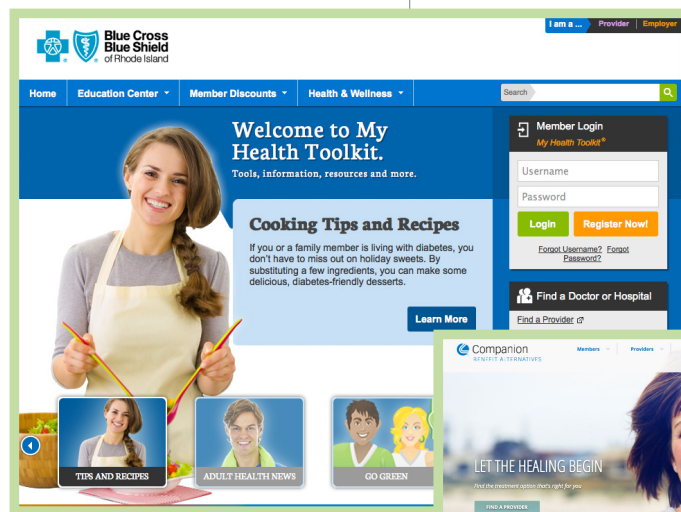 I am a ... Provider Employer
Blue Cross
Blue Shield
of Rhode Island
Home Education Center Member Discounts Health & Wellness Search
Welcome to My
Health Toolkit.
Tools, information, resources and more.
Cooking Tips and Recipes
If you or a family member is living with diabetes, you
don't have to miss out on holiday sweets. By
substituting a few ingredients, you can make some
delicious, diabetes-friendly desserts.
Learn More
Member Login
My Health Toolkit®
Username
Password
Login Register Now!
Forgot Username? Forgot
Password?
Find a Doctor or Hospital
Find a Provider
TIPS AND RECIPES
ADULT HEALTH NEWS
GO GREEN
Companion
BENEFIT ALTERNATIVES
Members Providers
LET THE HEALING BEGIN
Find the treatment option that's right for you
FIND A PROVIDER